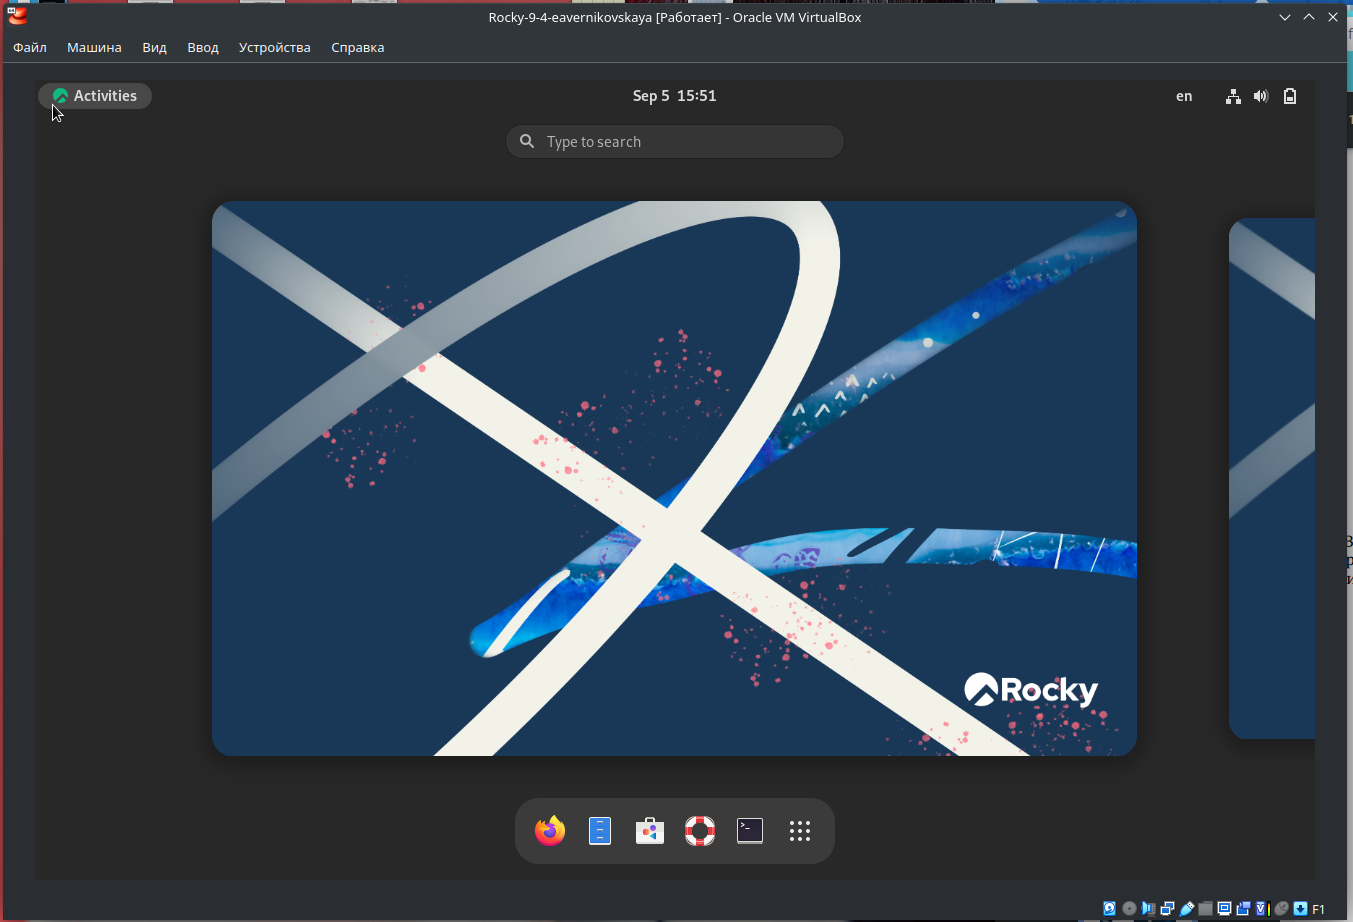 Rocky-9-4-eavernikovskaya [Работает] - Oracle VM VirtualBox
Файл Машина Вид Ввод Устройства Справка
Activities Sep 5 15:51 en
Type to search
Rocky
F1